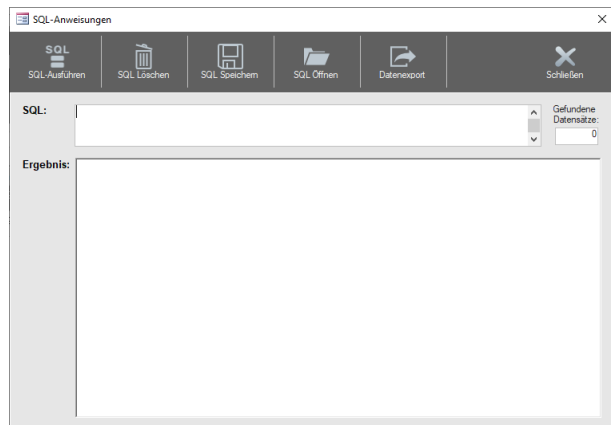 SQL-Anweisungen
SQL
SQL-Ausführen
SQL Löschen
SQL Speichern
SQL Öffnen
Datenexport
Schließen
SQL:
Gefundene
Datensätze:
0
Ergebnis: